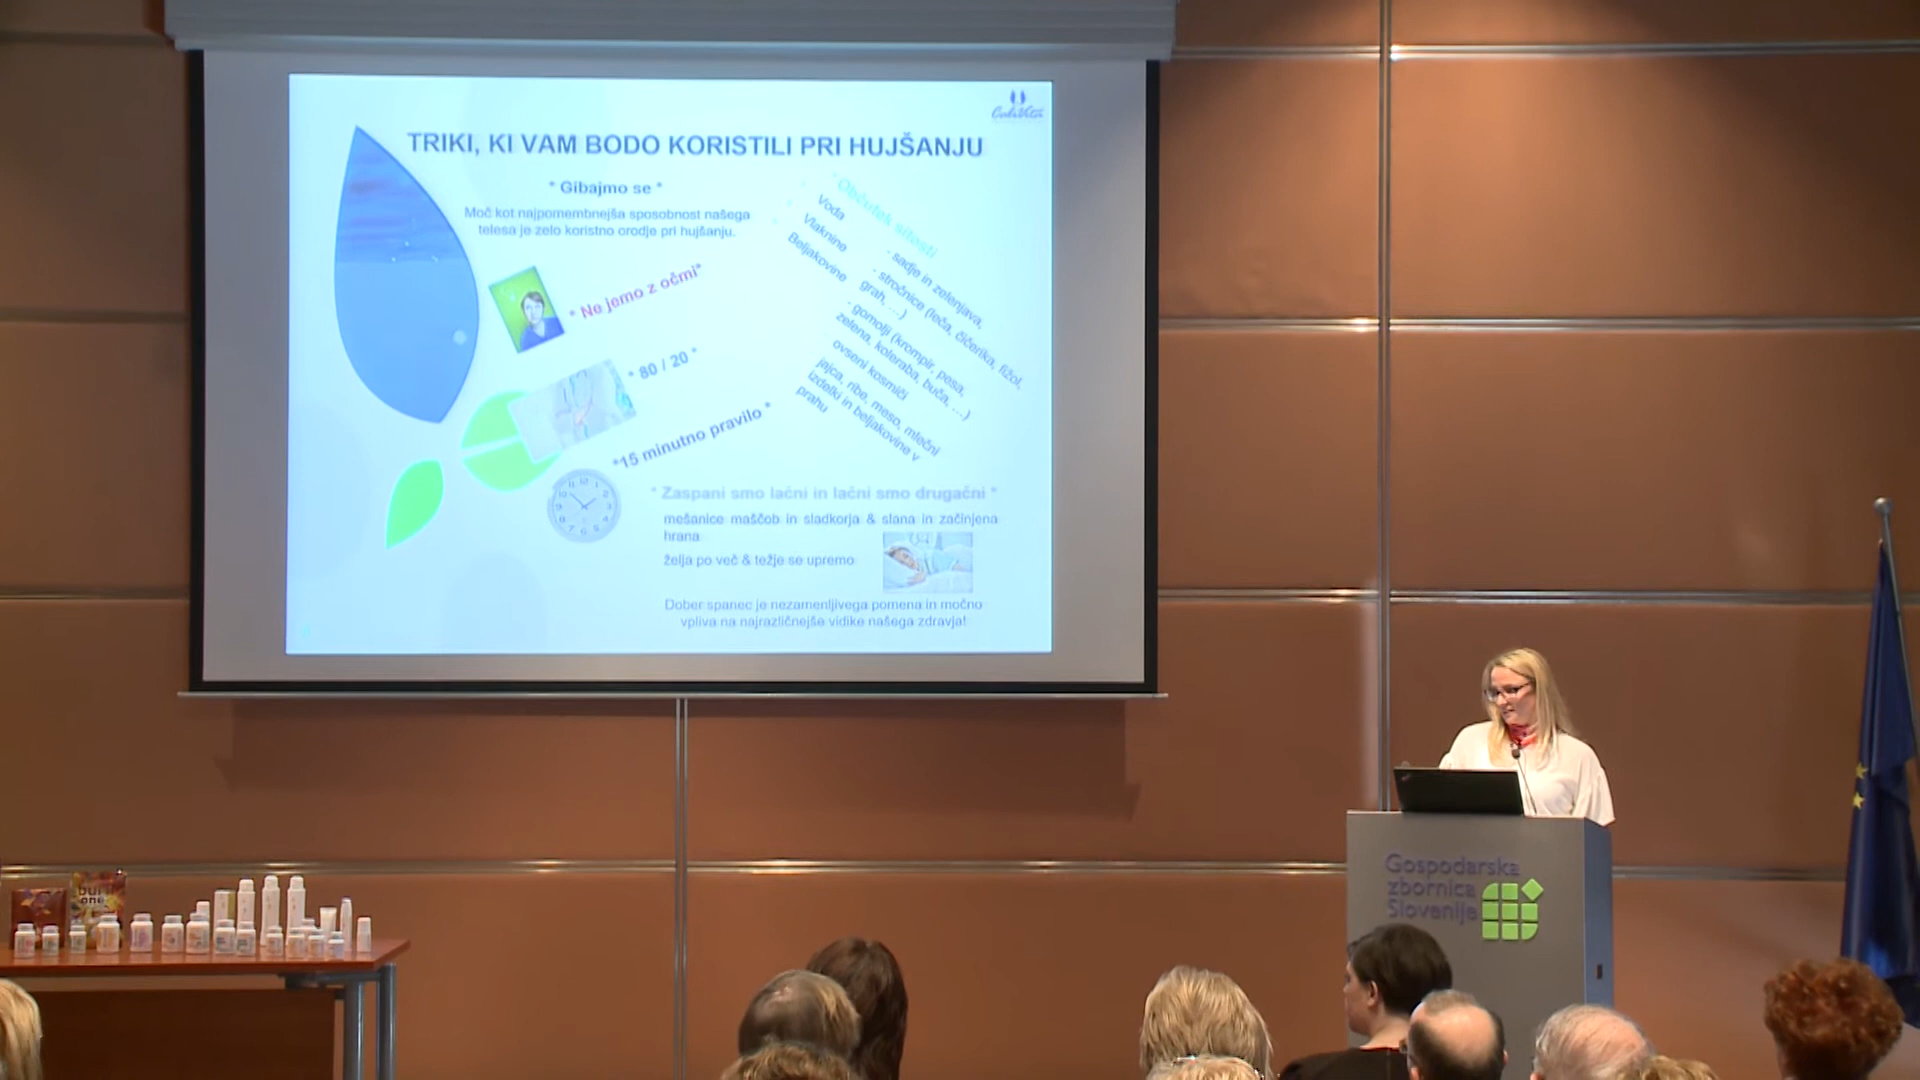 CaliVita
TRIKI, KI VAM BODO KORISTILI PRI HUJŠANJU
* Gibajmo se *
Moč kot najpomembnejša sposobnost našega
telesa je zelo koristno orodje pri hujšanju.
* Ne jemo z očmi*
* 80 / 20 *
*15 minutno pravilo *
* Občutek sitosti
Voda
Vlaknine
- sadje in zelenjava,
- stročnice (leča, čičerika, fižol,
grah, ...)
- gomolji (krompir, pesa,
zelena, koleraba, buča, ...)
ovseni kosmiči
Beljakovine
jajca, ribe, meso, mlečni
izdelki in beljakovine v
prahu
* Zaspani smo lačni in lačni smo drugačni *
mešanice maščob in sladkorja & slana in začinjena
hrana
želja po več & težje se upremo
Dober spanec je nezamenljivega pomena in močno
vpliva na najrazličnejše vidike našega zdravja!
Gospodarska
zbornica
Slovenije